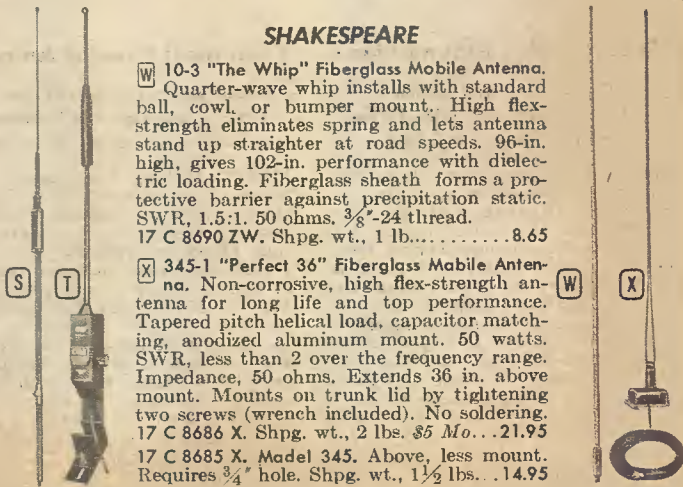 SHAKESPEARE
W 10-3 "The Whip" Fiberglass Mobile Antenna.
Quarter-wave whip installs with standard
ball, cowl, or bumper mount. High flex-
strength eliminates spring and lets antenna
stand up straighter at road speeds. 96-in.
high, gives 102-in. performance with dielec-
tric loading. Fiberglass sheath forms a pro-
tective barrier against precipitation static.
SWR, 1.5:1. 50 ohms. 3/8"-24 thread.
17 C 8690 ZW. Shpg. wt., 1 lb...........8.65
X 345-1 "Perfect 36" Fiberglass Mabile Anten-
na. Non-corrosive, high flex-strength an-
tenna for long life and top performance.
Tapered pitch helical load, capacitor match-
ing, anodized aluminum mount. 50 watts.
SWR, less than 2 over the frequency range.
Impedance, 50 ohms. Extends 36 in. above
mount. Mounts on trunk lid by tightening
two screws (wrench included). No soldering.
17 C 8686 X. Shpg. wt., 2 lbs. $5 Mo...21.95
17 C 8685 X. Madel 345. Above, less mount.
Requires 3/4" hole. Shpg. wt., 1 1/2 lbs...14.95
S
T
W
X